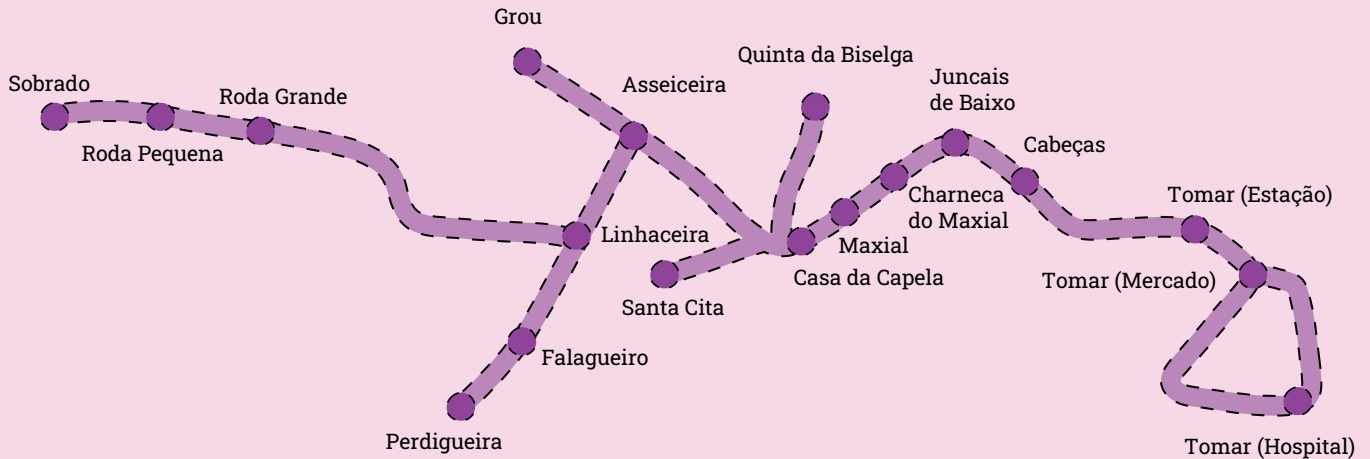 Grou
Quinta da Biselga
Juncais
de Baixo
Sobrado
Asseiceira
Roda Grande
Cabeças
Roda Pequena
Tomar (Estação)
Charneca
do Maxial
Linhaceira
Maxial
Casa da Capela
Tomar (Mercado)
Santa Cita
Falagueiro
Perdigueira
Tomar (Hospital)